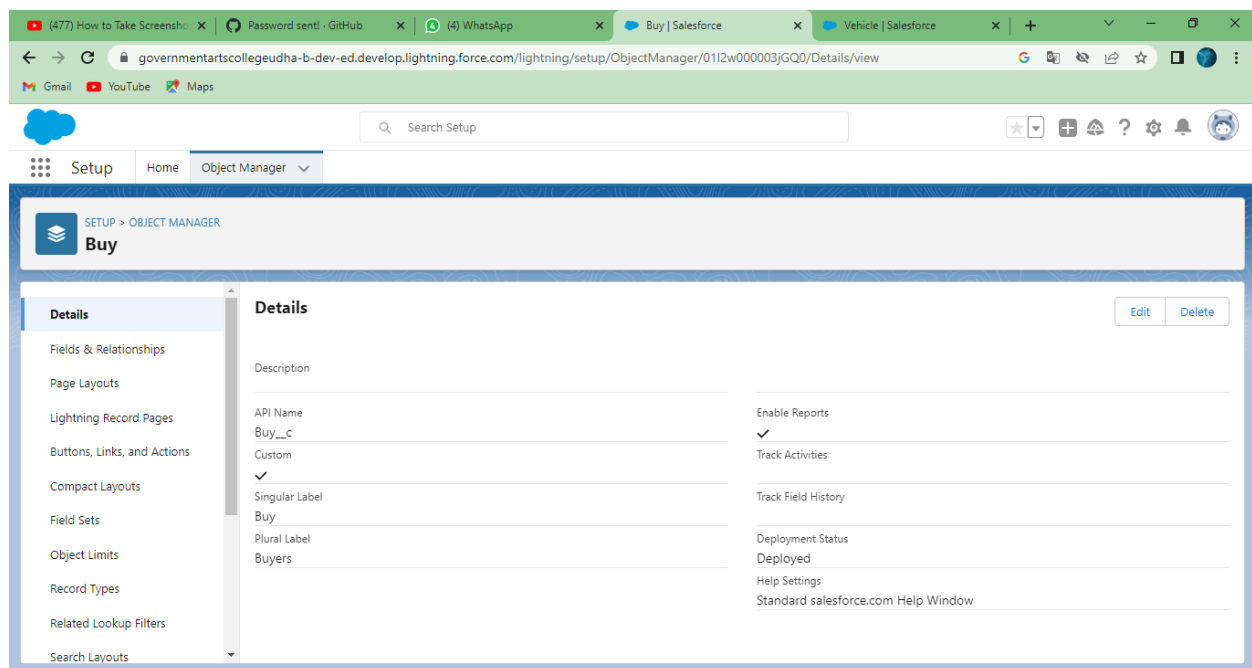 (477) How to Take Screensho
Password sent! · GitHub
(4) WhatsApp
Buy | Salesforce
Vehicle | Salesforce
governmentartscollegeudha-b-dev-ed.develop.lightning.force.com/lightning/setup/ObjectManager/01I2w000003jGQ0/Details/view
Gmail YouTube Maps
Search Setup
Setup Home Object Manager
SETUP > OBJECT MANAGER
Buy
Details
Fields & Relationships
Page Layouts
Lightning Record Pages
Buttons, Links, and Actions
Compact Layouts
Field Sets
Object Limits
Record Types
Related Lookup Filters
Search Layouts
Details
Edit Delete
Description
API Name
Buy__c
Custom
Singular Label
Buy
Plural Label
Buyers
Enable Reports
Track Activities
Track Field History
Deployment Status
Deployed
Help Settings
Standard salesforce.com Help Window